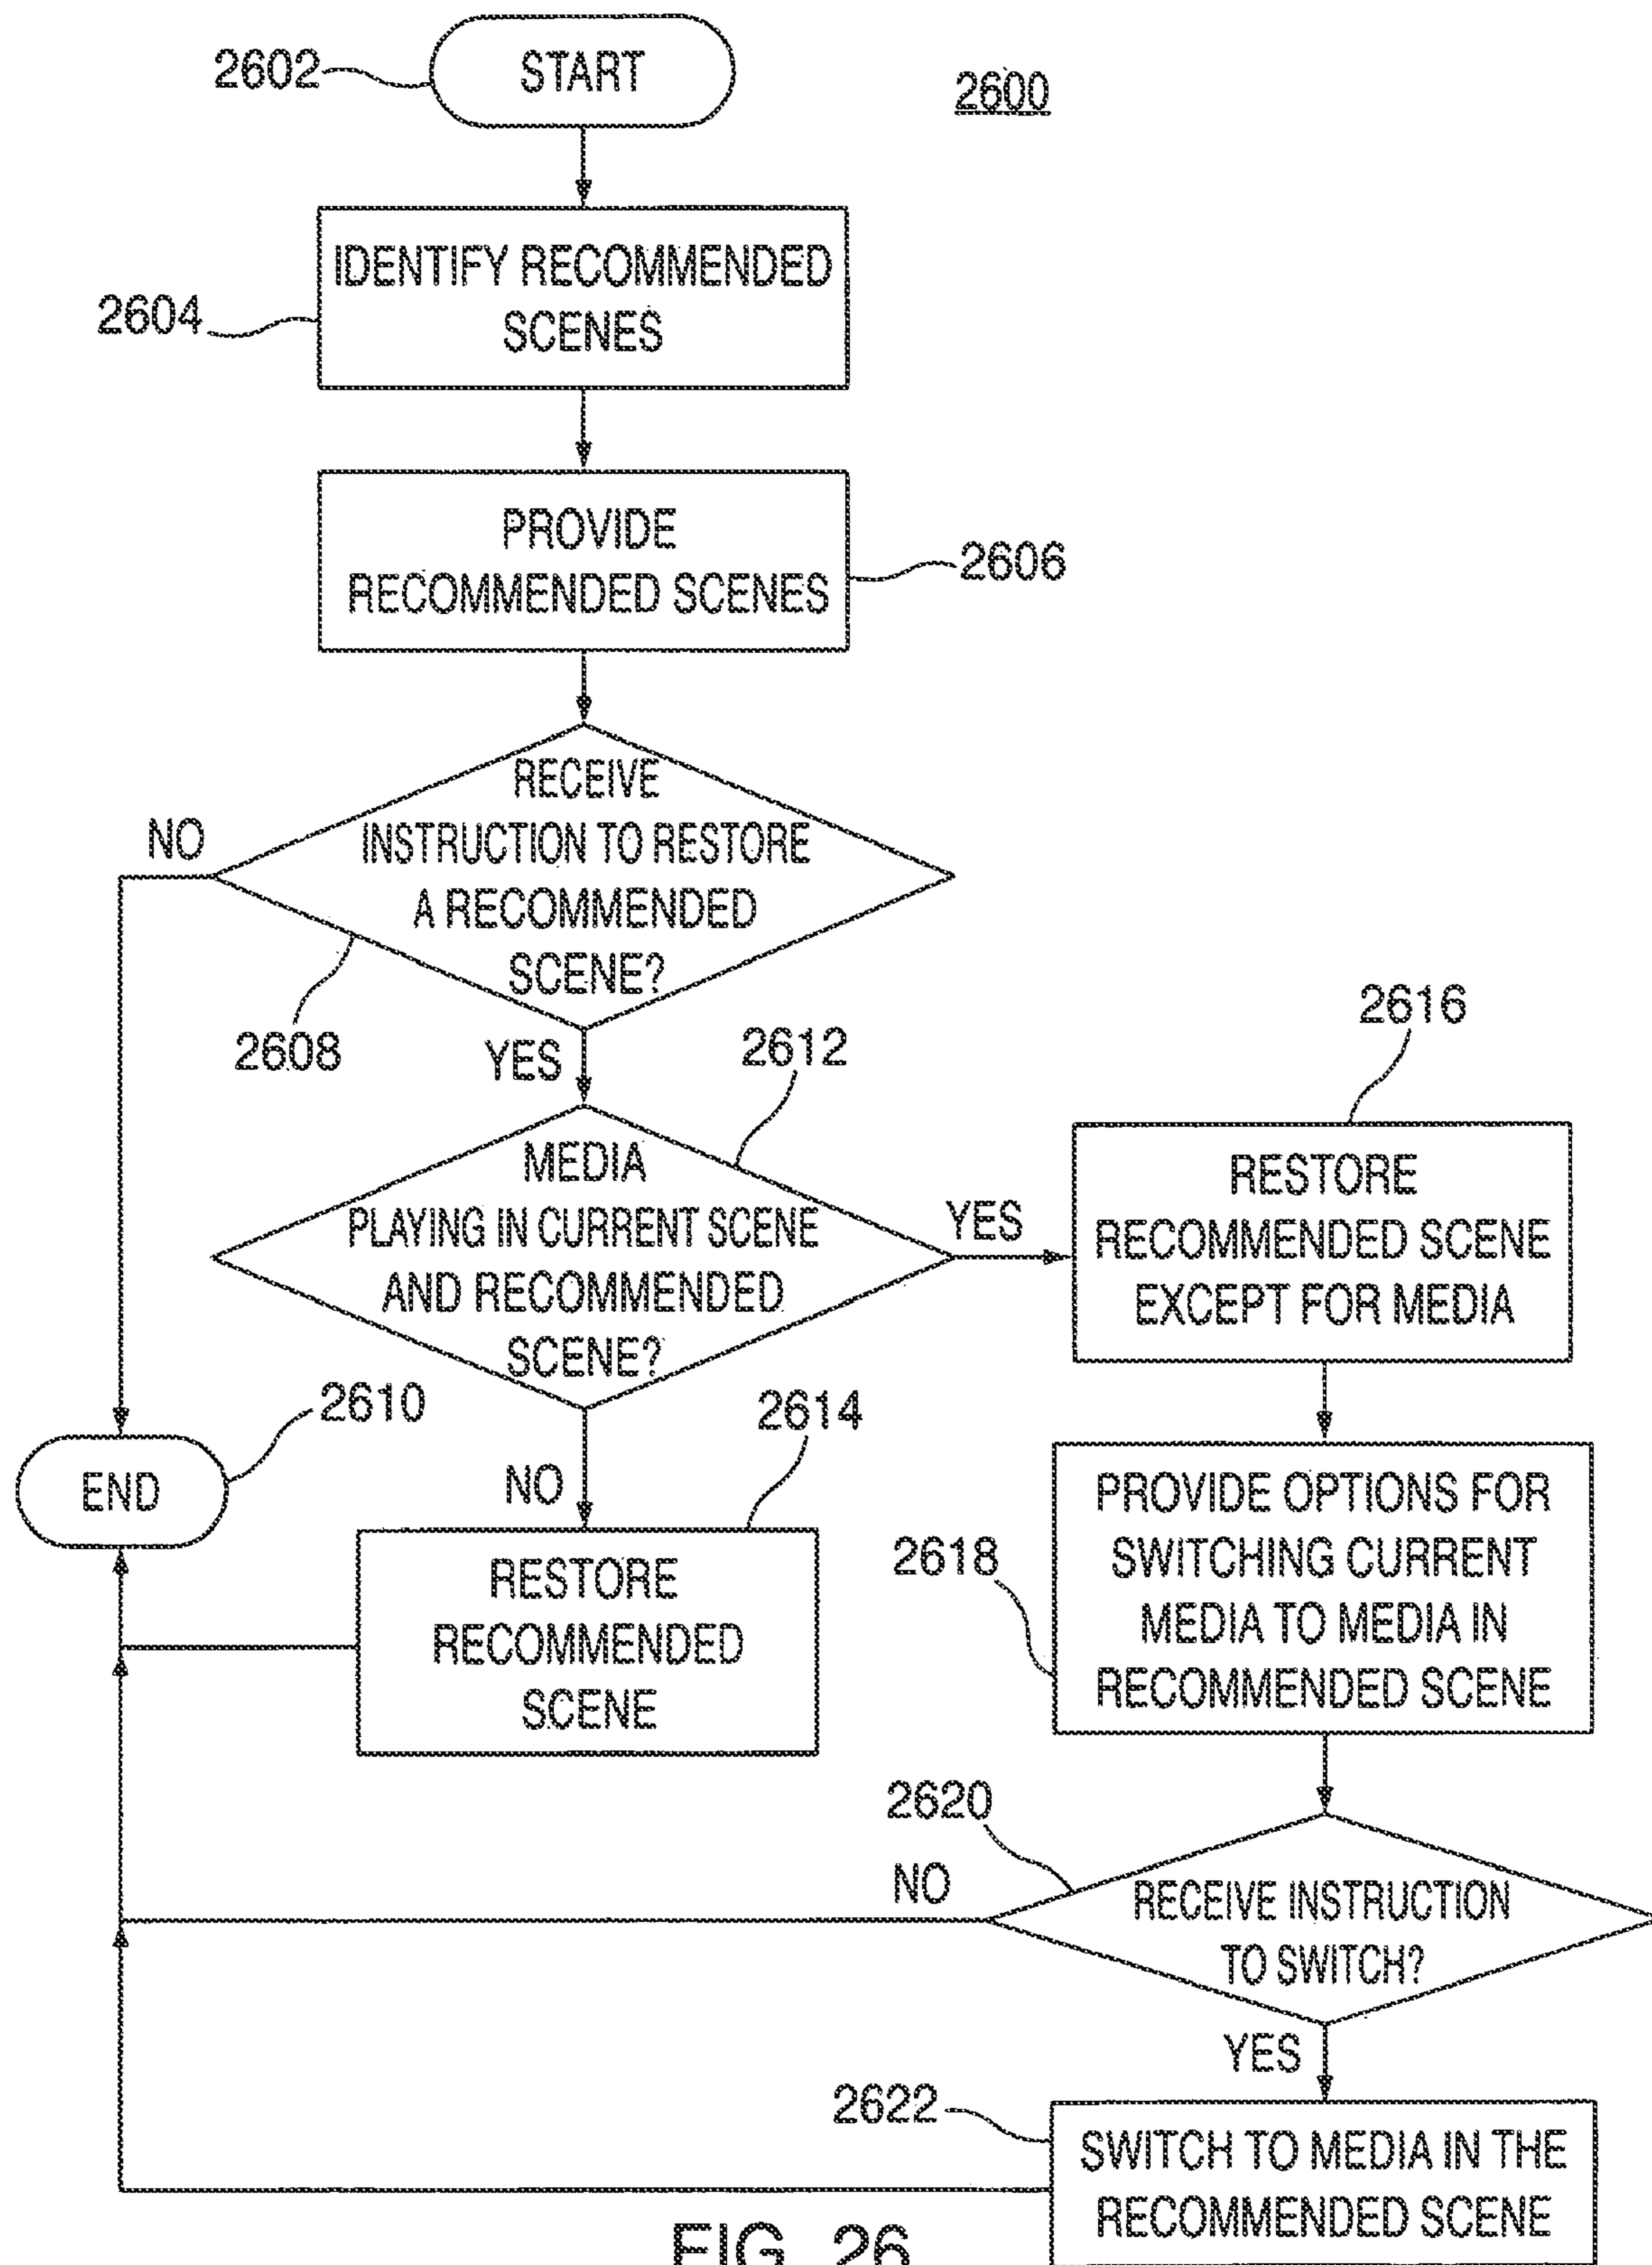 2602
START
2600
IDENTIFY RECOMMENDED
SCENES
2604
PROVIDE
RECOMMENDED SCENES
2606
RECEIVE
INSTRUCTION TO RESTORE
A RECOMMENDED
SCENE?
NO
2608
YES
2612
MEDIA
PLAYING IN CURRENT SCENE
AND RECOMMENDED
SCENE?
YES
2616
RESTORE
RECOMMENDED SCENE
EXCEPT FOR MEDIA
2610
END
NO
2614
RESTORE
RECOMMENDED
SCENE
2618
PROVIDE OPTIONS FOR
SWITCHING CURRENT
MEDIA TO MEDIA IN
RECOMMENDED SCENE
2620
NO
RECEIVE INSTRUCTION
TO SWITCH?
YES
2622
SWITCH TO MEDIA IN THE
RECOMMENDED SCENE
FIG. 26